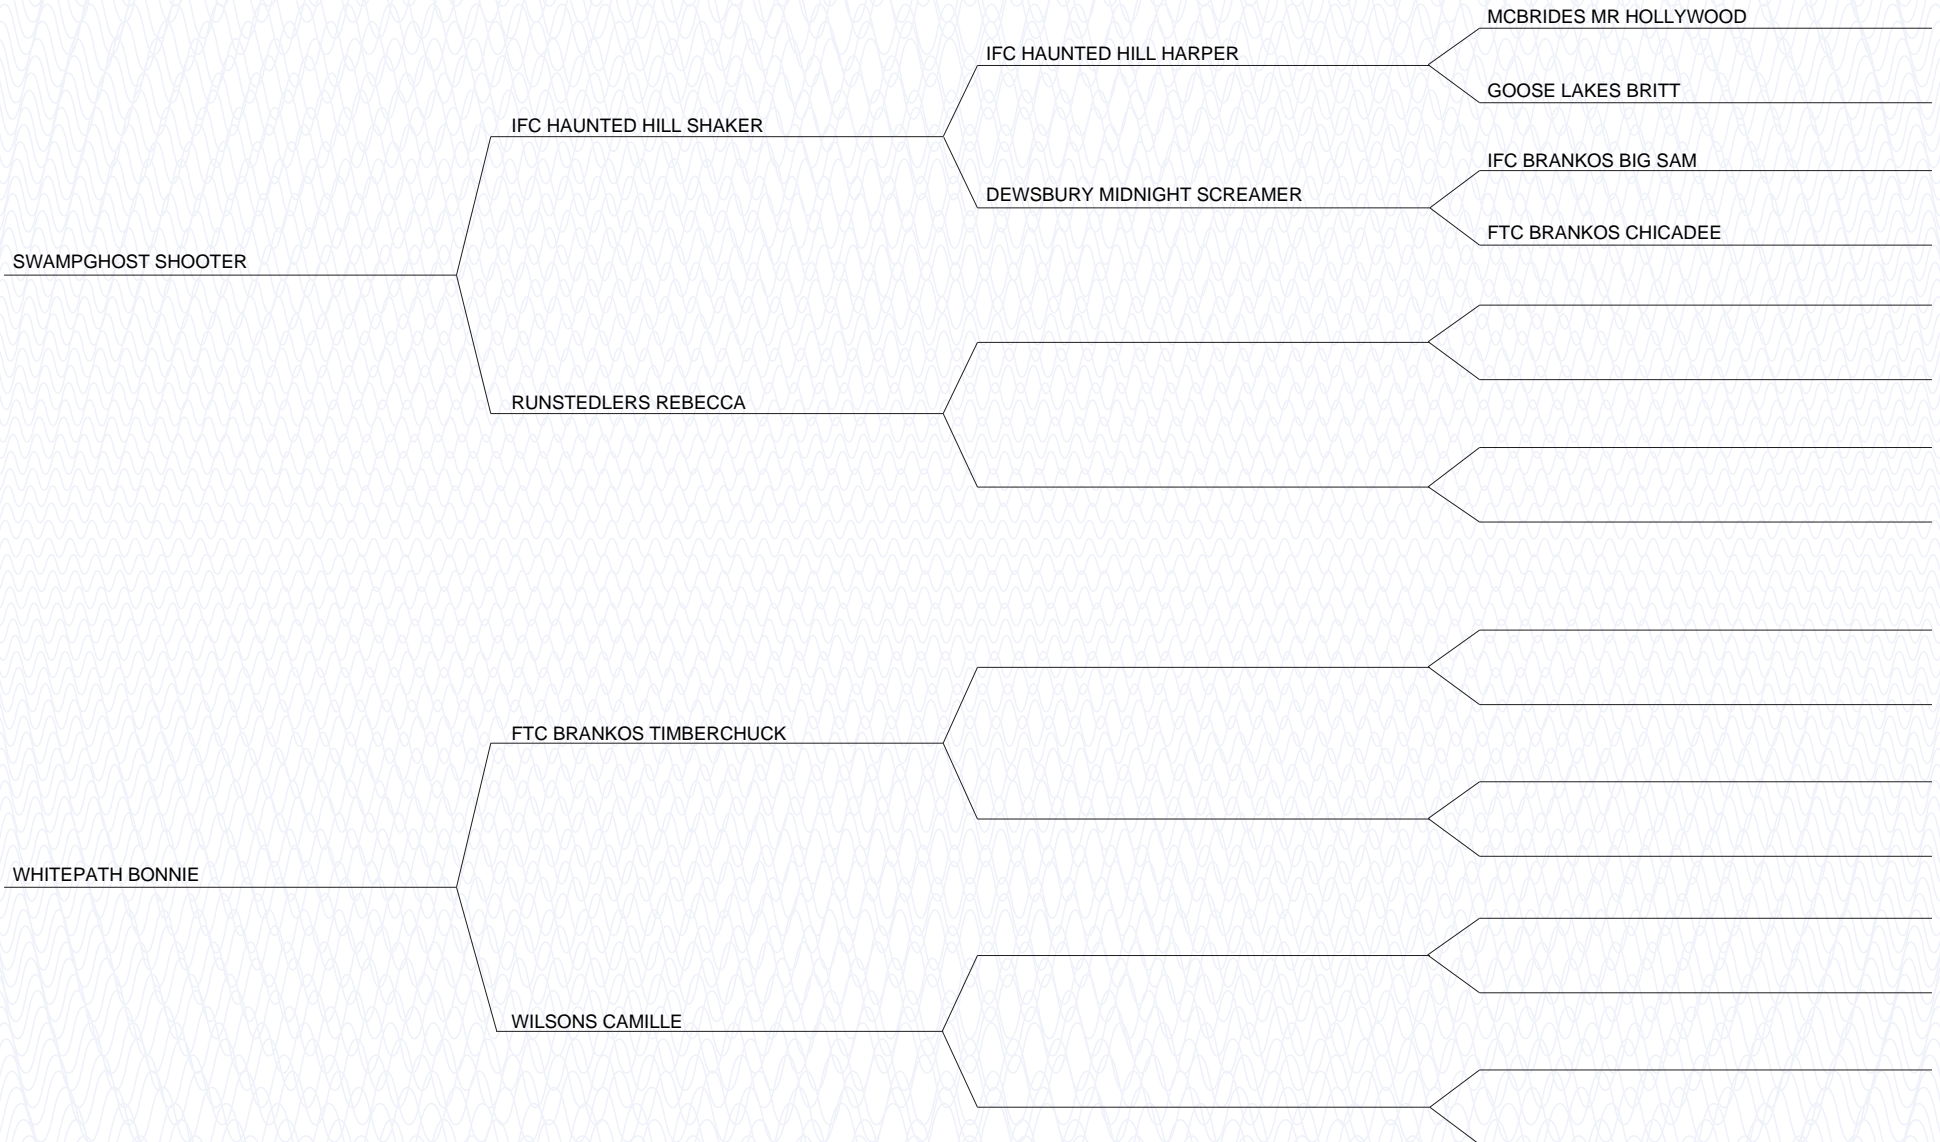 MCBRIDES MR HOLLYWOOD
IFC HAUNTED HILL HARPER
GOOSE LAKES BRITT
IFC HAUNTED HILL SHAKER
IFC BRANKOS BIG SAM
DEWSBURY MIDNIGHT SCREAMER
FTC BRANKOS CHICADEE
SWAMPGHOST SHOOTER
RUNSTEDLERS REBECCA
FTC BRANKOS TIMBERCHUCK
WHITEPATH BONNIE
WILSONS CAMILLE